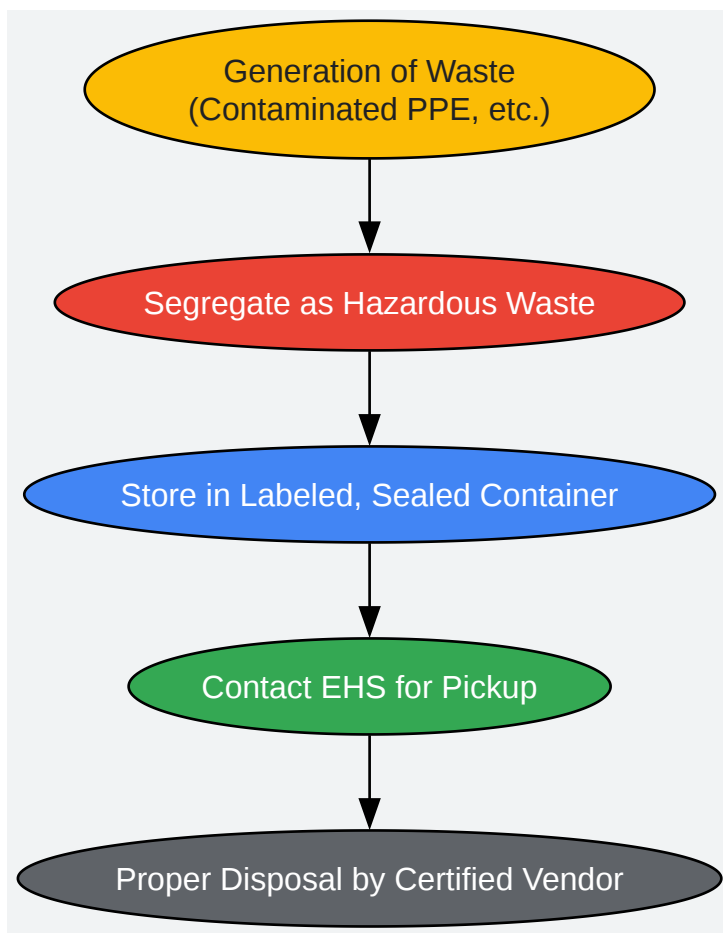 Generation of Waste
(Contaminated PPE, etc.)
Segregate as Hazardous Waste
Store in Labeled, Sealed Container
Contact EHS for Pickup
Proper Disposal by Certified Vendor